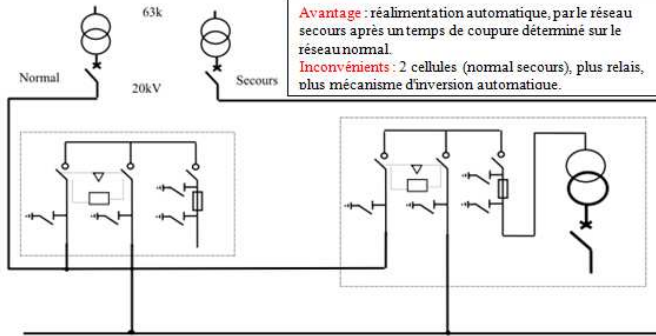 63k
Avantage : réalimentation automatique, par le réseau
secours après un temps de coupure déterminé sur le
réseau normal.
Inconvénients : 2 cellules (normal secours), plus relais,
plus mécanisme d'inversion automatique.
Normal
20kV
Secours